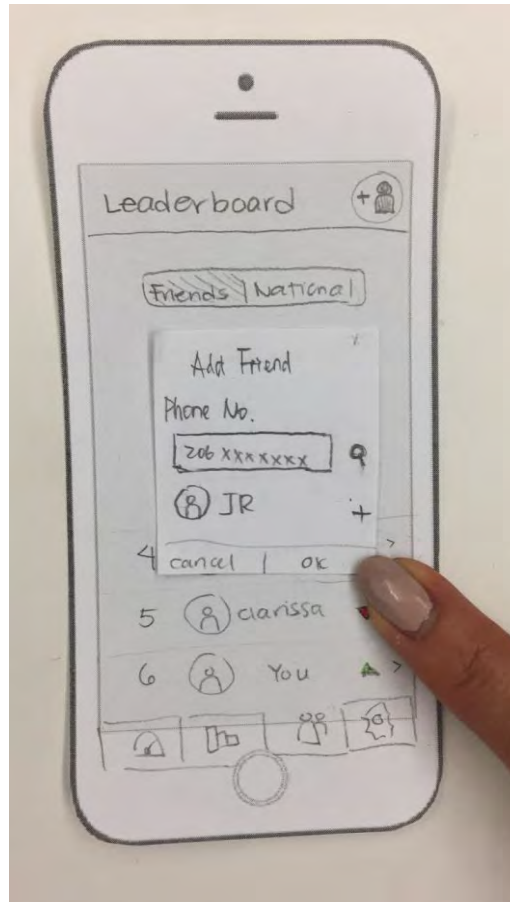 Leaderboard +
Friends | National
x
Add Friend
Phone No.
206 xxxxxxx
JR +
4 >
cancel | OK
5 clarissa
6 You >